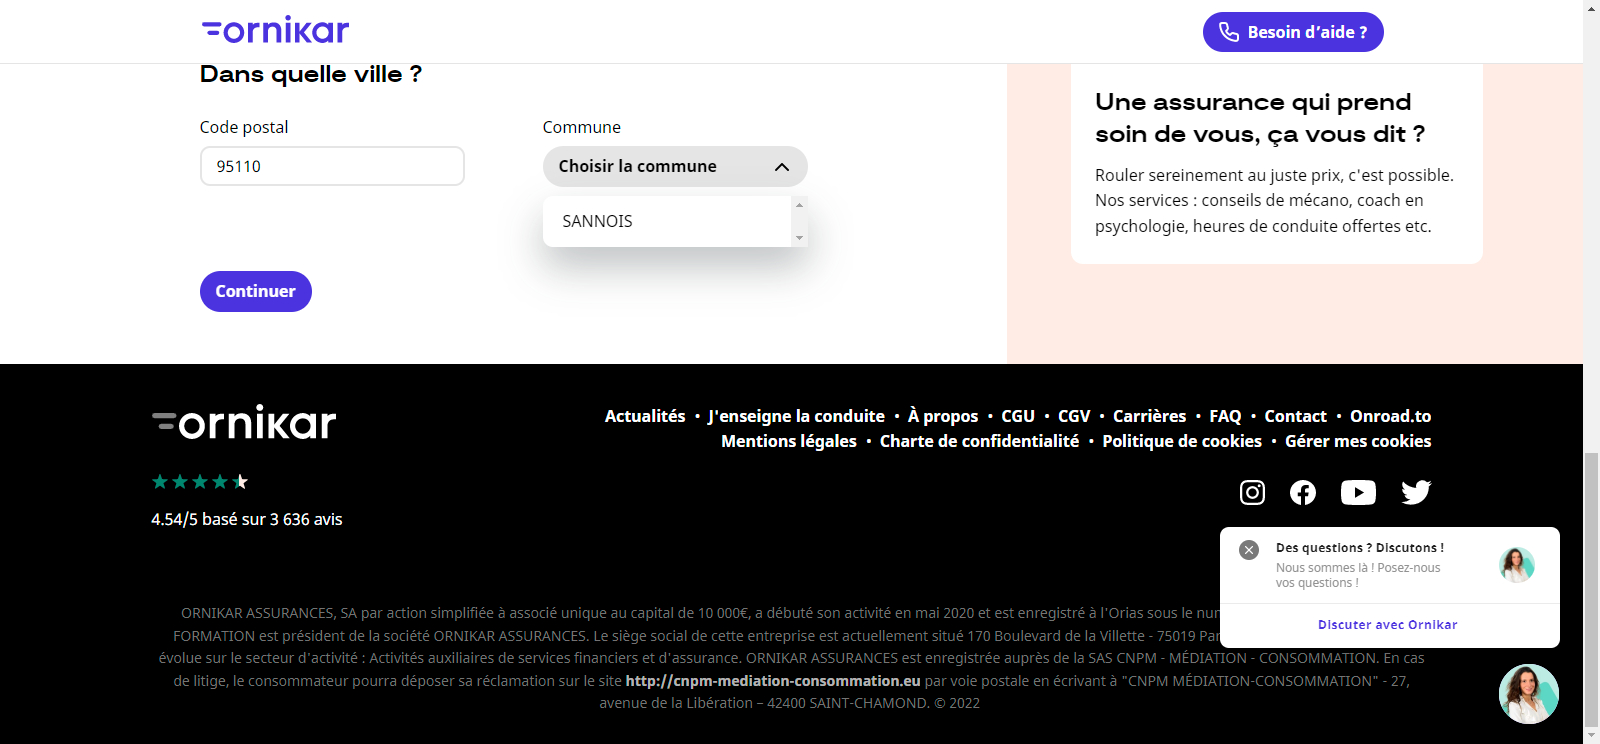 ornikar
Besoin d'aide ?
Dans quelle ville ?
Code postal
Commune
95110
Choisir la commune
SANNOIS
Continuer
Une assurance qui prend
soin de vous, ça vous dit ?
Rouler sereinement au juste prix, c'est possible.
Nos services : conseils de mécano, coach en
psychologie, heures de conduite offertes etc.
ornikar
4.54/5 basé sur 3 636 avis
Actualités • J'enseigne la conduite • À propos • CGU • CGV • Carrières • FAQ • Contact • Onroad.to
Mentions légales • Charte de confidentialité • Politique de cookies • Gérer mes cookies
Des questions ? Discutons !
Nous sommes là ! Posez-nous
vos questions !
Discuter avec Ornikar
ORNIKAR ASSURANCES, SA par action simplifiée à associé unique au capital de 10 000€, a débuté son activité en mai 2020 et est enregistré à l'Orias sous le
FORMATION est président de la société ORNIKAR ASSURANCES. Le siège social de cette entreprise est actuellement situé 170 Boulevard de la Villette - 75019
évolue sur le secteur d'activité : Activités auxiliaires de services financiers et d'assurance. ORNIKAR ASSURANCES est enregistrée auprès de la SAS CNPM - MÉDIATION - CONSOMMATION. En cas
de litige, le consommateur pourra déposer sa réclamation sur le site http://cnpm-mediation-consommation.eu par voie postale en écrivant à "CNPM MÉDIATION-CONSOMMATION" - 27,
avenue de la Libération – 42400 SAINT-CHAMOND. © 2022